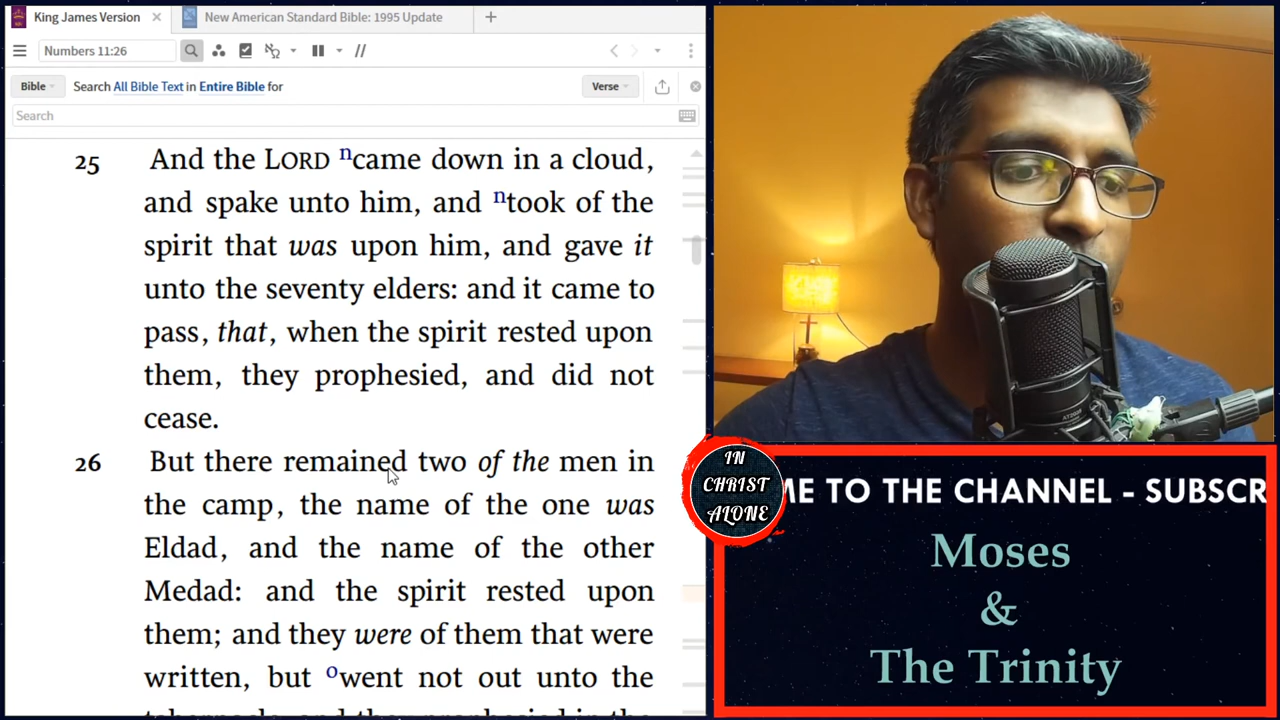 King James Version
New American Standard Bible: 1995 Update
Numbers 11:26
Bible
Search All Bible Text in Entire Bible for
Verse
Search
25 And the LORD ⁿcame down in a cloud,
and spake unto him, and ⁿtook of the
spirit that was upon him, and gave it
unto the seventy elders: and it came to
pass, that, when the spirit rested upon
them, they prophesied, and did not
cease.
26 But there remained two of the men in
the camp, the name of the one was
Eldad, and the name of the other
Medad: and the spirit rested upon
them; and they were of them that were
written, but ᵒwent not out unto the
IN
CHRIST
ALONE
ME TO THE CHANNEL - SUBSCR
Moses
&
The Trinity